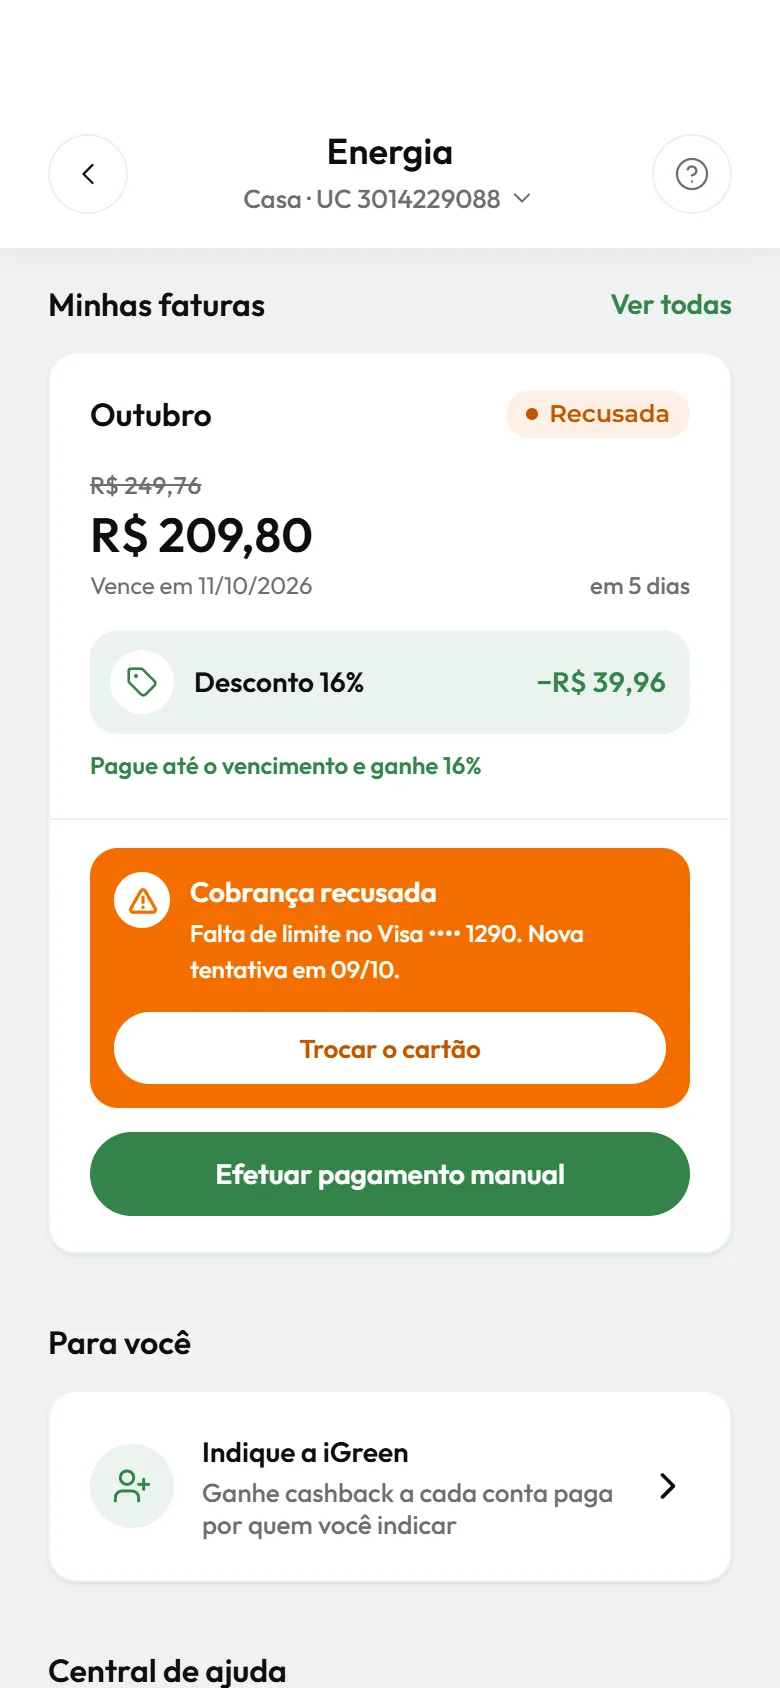 Energia
Casa · UC 3014229088
Minhas faturas
Ver todas
Outubro
Recusada
R$ 249,76
R$ 209,80
Vence em 11/10/2026
em 5 dias
Desconto 16%
−R$ 39,96
Pague até o vencimento e ganhe 16%
Cobrança recusada
Falta de limite no Visa •••• 1290. Nova
tentativa em 09/10.
Trocar o cartão
Efetuar pagamento manual
Para você
Indique a iGreen
Ganhe cashback a cada conta paga
por quem você indicar
Central de ajuda